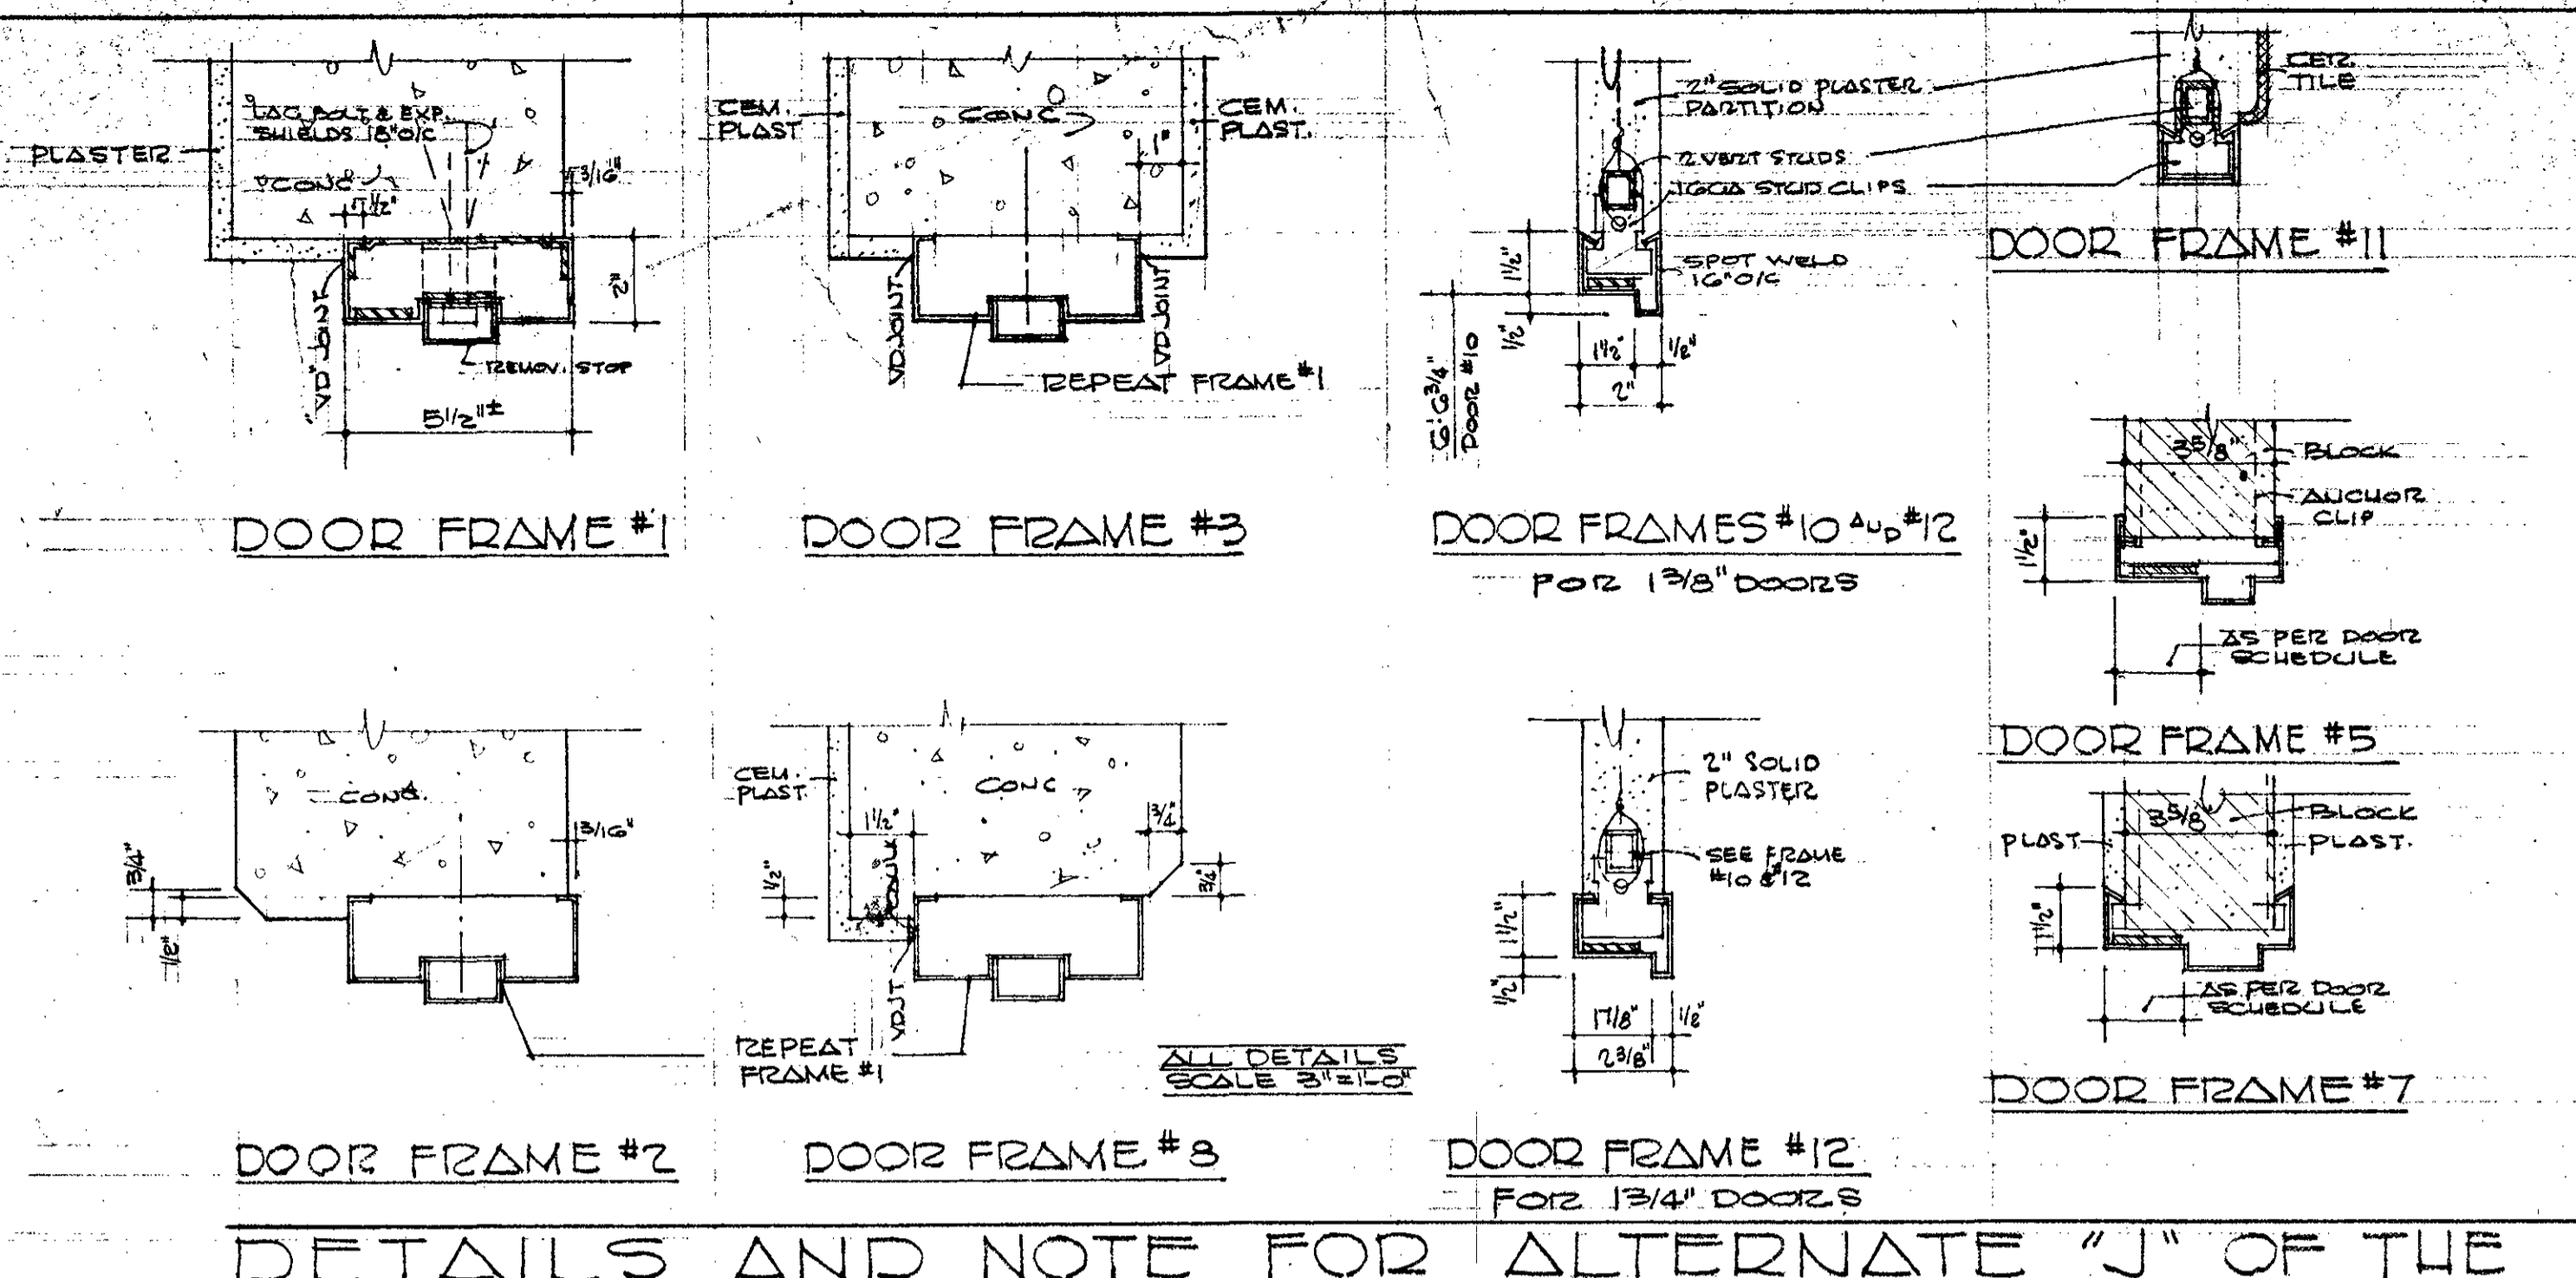 PLASTER
LAG BOLT & EXP.
SHIELDS 18" O/C
CONC
1/2"
3/16"
2"
"VD" JOINT
REMOV. STOP
5 1/2"±
DOOR FRAME #1
CEM.
PLAST
CONC
CEM.
PLAST.
1"
VD JOINT
VD JOINT
REPEAT FRAME #1
DOOR FRAME #3
2" SOLID PLASTER
PARTITION
2 VERT STUDS
16GA STUD CLIPS
SPOT WELD
16" O/C
1 1/2"
1/2"
1 1/2"
1/2"
2"
6'-6 3/4"
DOOR #10
DOOR FRAMES #10 AND #12
FOR 1 3/8" DOORS
CER.
TILE
DOOR FRAME #11
3 5/8"
BLOCK
ANCHOR
CLIP
1 1/2"
AS PER DOOR
SCHEDULE
DOOR FRAME #5
CONC.
3/16"
3/4"
1/2"
DOOR FRAME #2
CEM.
PLAST.
CONC
1 1/2"
3/4"
3/4"
1/2"
CAULK
VDJT
REPEAT
FRAME #1
ALL DETAILS
SCALE 3"=1'-0"
DOOR FRAME #8
2" SOLID
PLASTER
SEE FRAME
#10 & #12
1 1/2"
1/2"
1 7/8"
1/2"
2 3/8"
DOOR FRAME #12
FOR 1 3/4" DOORS
PLAST.
3 5/8
BLOCK
PLAST.
1 1/2"
AS PER DOOR
SCHEDULE
DOOR FRAME #7
DETAILS AND NOTE FOR ALTERNATE "J" OF THE